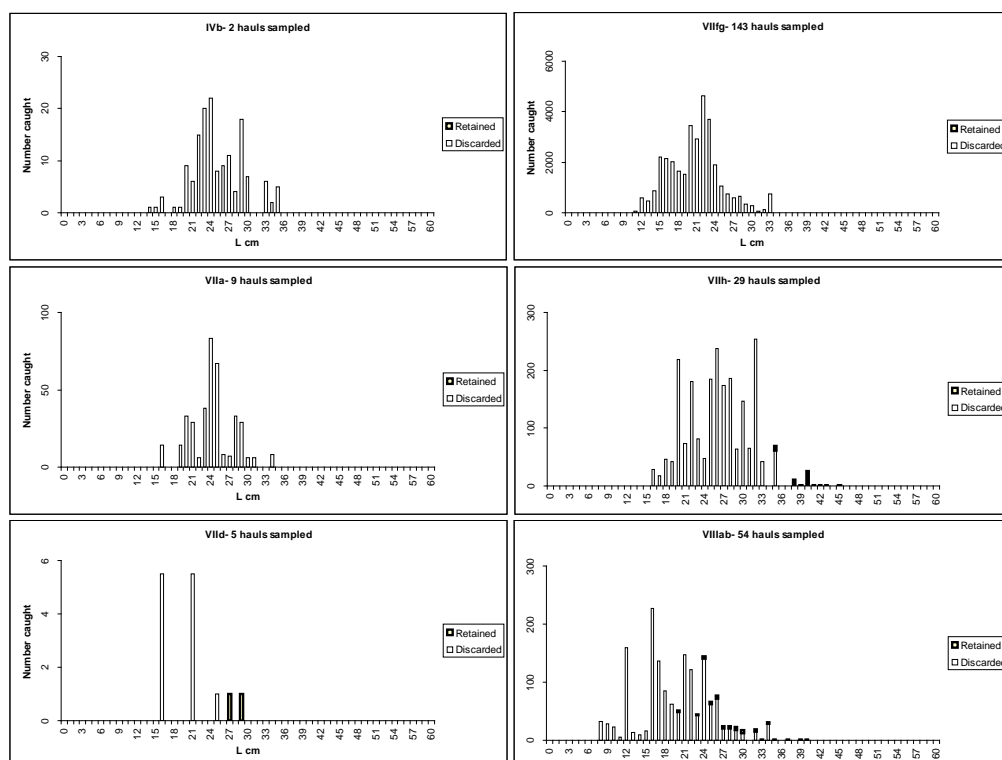 IVb- 2 hauls sampled
30
20
10
0
Number caught
0 3 6 9 12 15 18 21 24 27 30 33 36 39 42 45 48 51 54 57 60
L cm
Retained
Discarded
VIIfg- 143 hauls sampled
6000
4000
2000
0
Number caught
0 3 6 9 12 15 18 21 24 27 30 33 36 39 42 45 48 51 54 57 60
L cm
Retained
Discarded
VIIa- 9 hauls sampled
100
50
0
Number caught
0 3 6 9 12 15 18 21 24 27 30 33 36 39 42 45 48 51 54 57 60
L cm
Retained
Discarded
VIIh- 29 hauls sampled
300
200
100
0
0 3 6 9 12 15 18 21 24 27 30 33 36 39 42 45 48 51 54 57 60
Retained
Discarded
VIId- 5 hauls sampled
6
4
2
0
Number caught
0 3 6 9 12 15 18 21 24 27 30 33 36 39 42 45 48 51 54 57 60
L cm
Retained
Discarded
VIIIab- 54 hauls sampled
300
200
100
0
0 3 6 9 12 15 18 21 24 27 30 33 36 39 42 45 48 51 54 57 60
Retained
Discarded